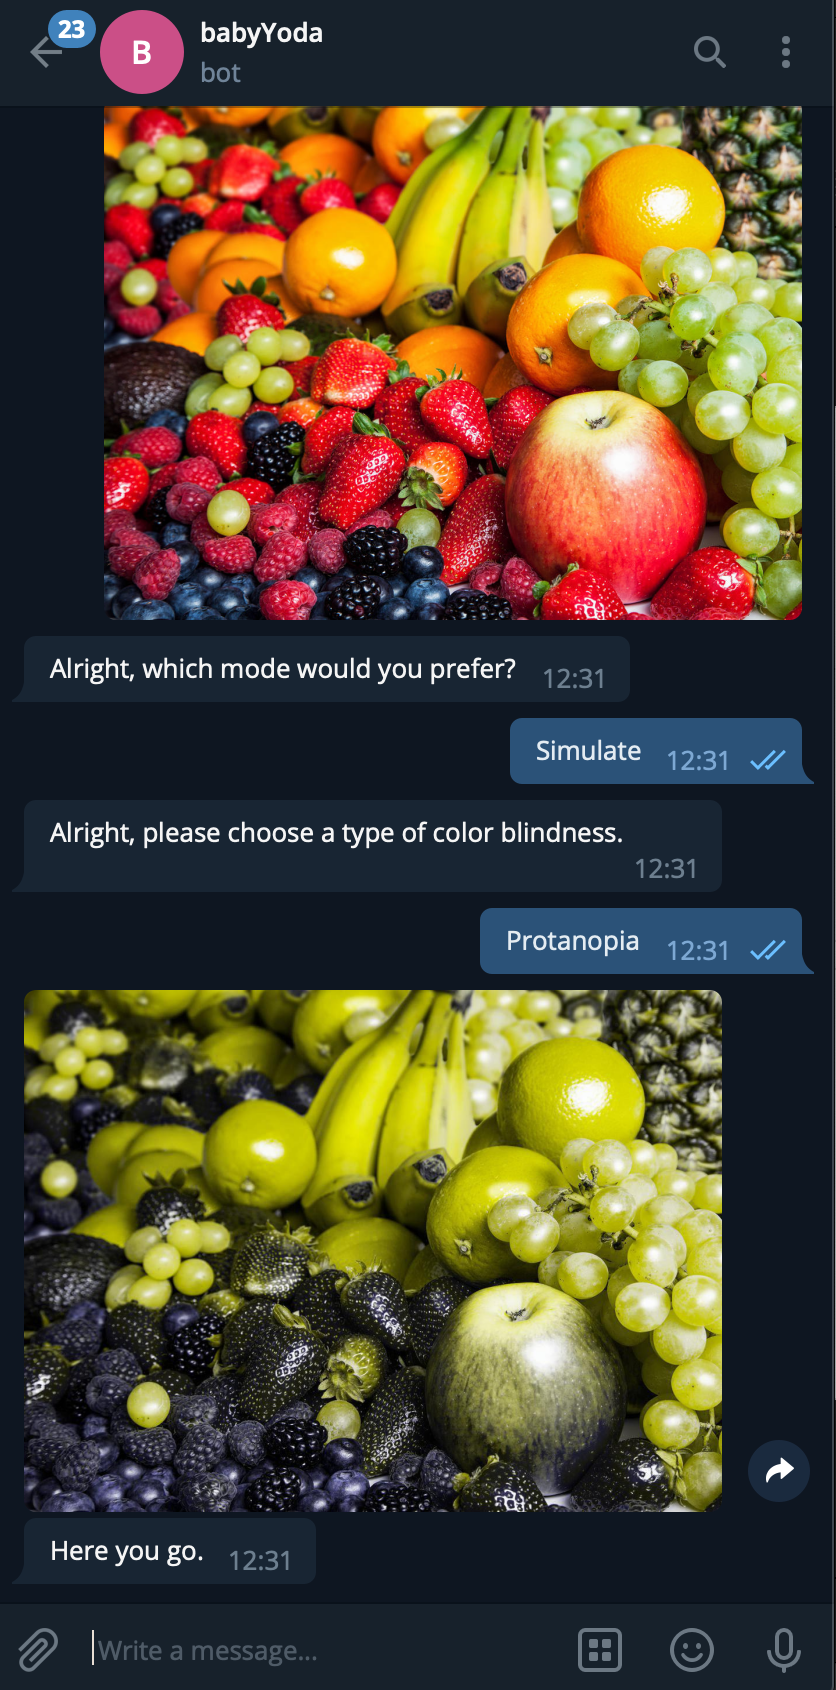 23
B
babyYoda
bot
Alright, which mode would you prefer? 12:31
Simulate 12:31
Alright, please choose a type of color blindness.
12:31
Protanopia 12:31
Here you go. 12:31
Write a message...